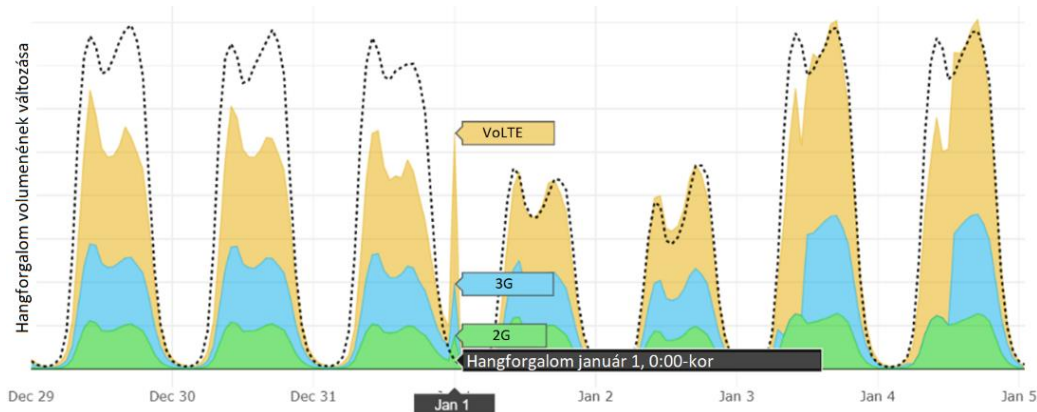 Hangforgalom volumenének változása
VoLTE
3G
2G
Hangforgalom január 1, 0:00-kor
Dec 29
Dec 30
Dec 31
Jan 1
Jan 2
Jan 3
Jan 4
Jan 5